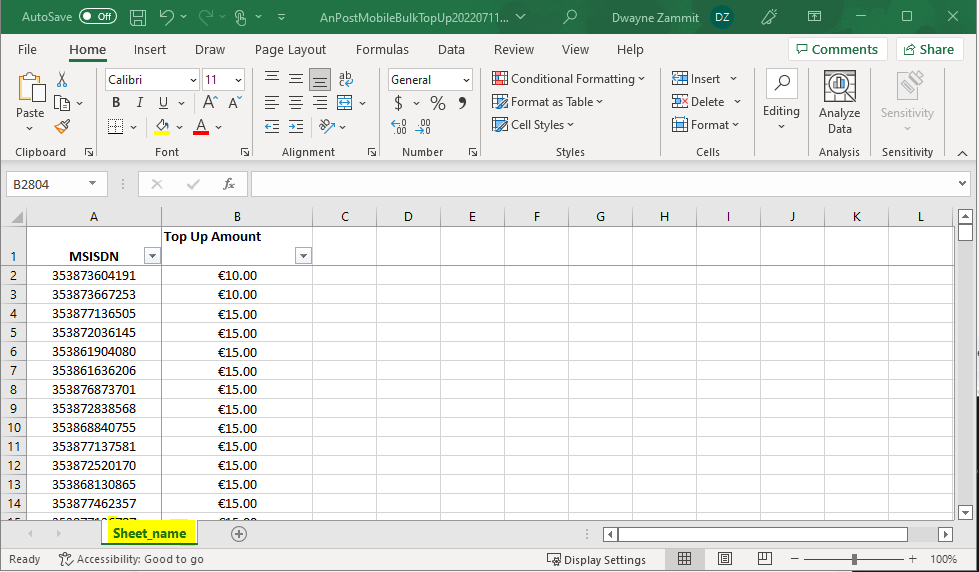 AutoSave Off AnPostMobileBulkTopUp20220711... Dwayne Zammit DZ
File Home Insert Draw Page Layout Formulas Data Review View Help Comments Share
Paste
Calibri 11
B I U A A
A
ab
General
$ % 9
.00 .00
Conditional Formatting
Format as Table
Cell Styles
Insert
Delete
Format
Editing
Analyze Data
Sensitivity
Clipboard Font Alignment Number Styles Cells Analysis Sensitivity
B2804 fx
A B C D E F G H I J K L
1 MSISDN Top Up Amount
2 353873604191 €10.00
3 353873667253 €10.00
4 353877136505 €15.00
5 353872036145 €15.00
6 353861904080 €15.00
7 353861636206 €15.00
8 353876873701 €15.00
9 353872838568 €15.00
10 353868840755 €15.00
11 353877137581 €15.00
12 353872520170 €15.00
13 353868130865 €15.00
14 353877462357 €15.00
Sheet_name
Ready Accessibility: Good to go Display Settings 100%